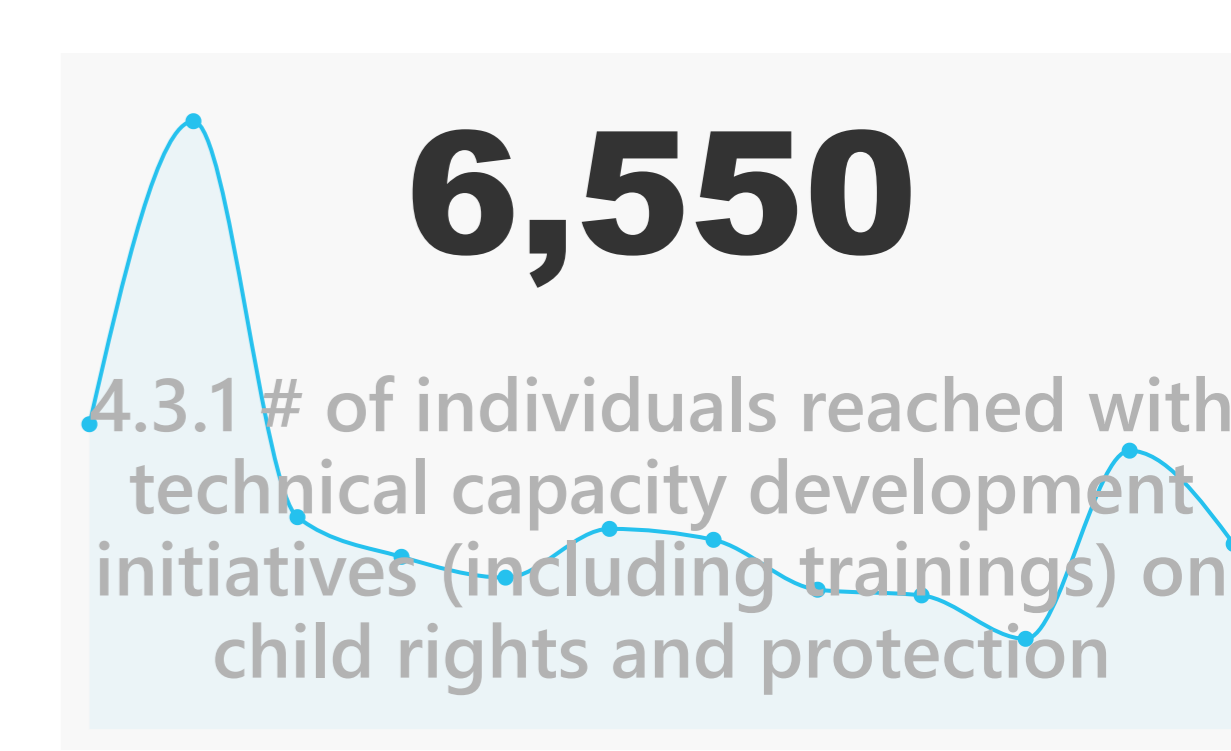 6,550
4.3.1 # of individuals reached with
technical capacity development
initiatives (including trainings) on
child rights and protection